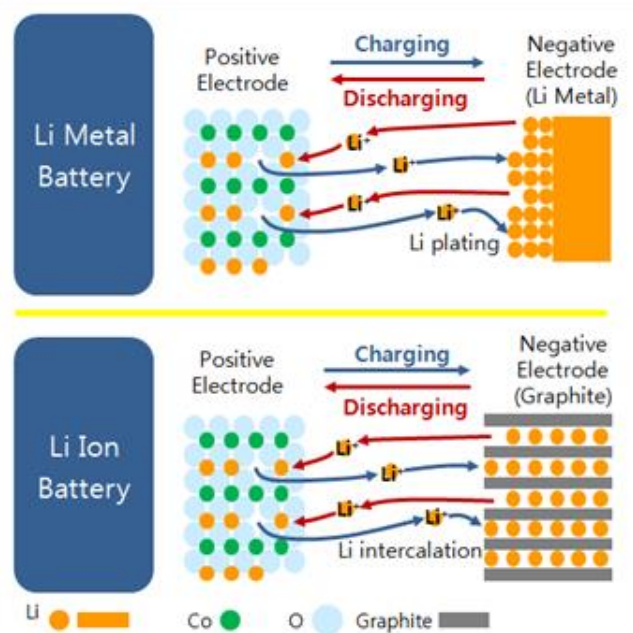 Li Metal
Battery
Positive
Electrode
Charging
Discharging
Negative
Electrode
(Li Metal)
Li⁺
Li⁺
Li
Li⁺
Li plating
Li Ion
Battery
Positive
Electrode
Charging
Discharging
Negative
Electrode
(Graphite)
Li⁺
Li⁺
Li⁺
Li⁺
Li intercalation
Li
Co
O
Graphite